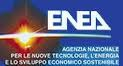 ENEA
AGENZIA NAZIONALE
PER LE NUOVE TECNOLOGIE, L'ENERGIA
E LO SVILUPPO ECONOMICO SOSTENIBILE